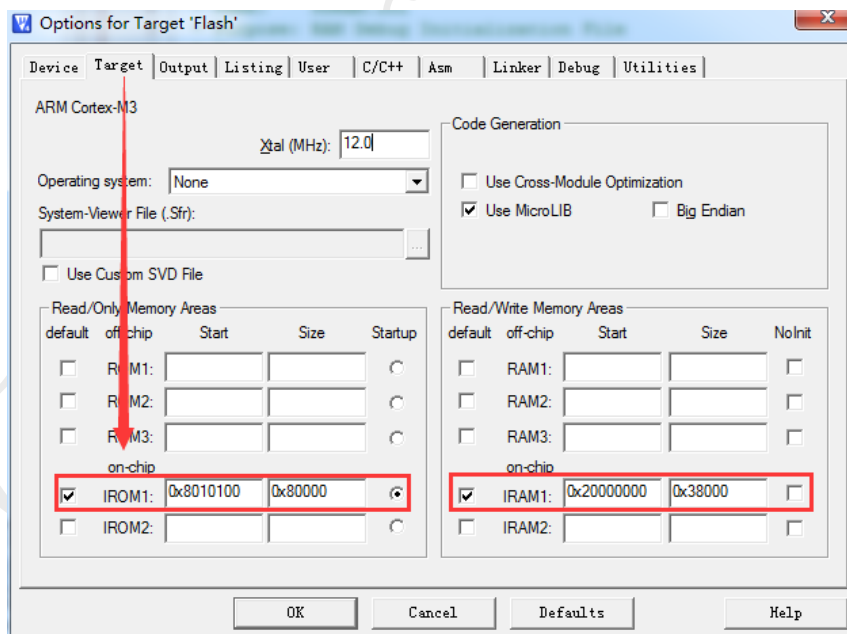 Options for Target 'Flash'
Device Target Output Listing User C/C++ Asm Linker Debug Utilities
ARM Cortex-M3
Xtal (MHz): 12.0
Operating system: None
System-Viewer File (.Sfr):
...
Use Custom SVD File
Code Generation
Use Cross-Module Optimization
Use MicroLIB Big Endian
Read/Only Memory Areas
default off-chip Start Size Startup
ROM1:
ROM2:
ROM3:
on-chip
IROM1: 0x8010100 0x80000
IROM2:
Read/Write Memory Areas
default off-chip Start Size NoInit
RAM1:
RAM2:
RAM3:
on-chip
IRAM1: 0x20000000 0x38000
IRAM2:
OK Cancel Defaults Help